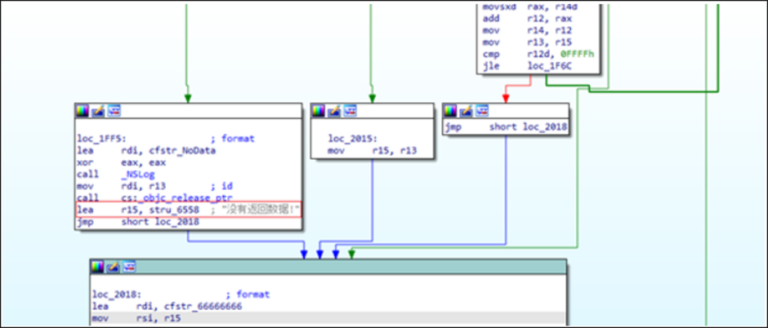 movsxd rax, r14d
add r12, rax
mov r14, r12
mov r13, r15
cmp r12d, 0FFFFh
jle loc_1F6C
loc_1FF5: ; format
lea rdi, cfstr_NoData
xor eax, eax
call _NSLog
mov rdi, r13 ; id
call cs:_objc_release_ptr
lea r15, stru_6558 ; "没有返回数据!"
jmp short loc_2018
loc_2015:
mov r15, r13
jmp short loc_2018
loc_2018: ; format
lea rdi, cfstr_66666666
mov rsi, r15